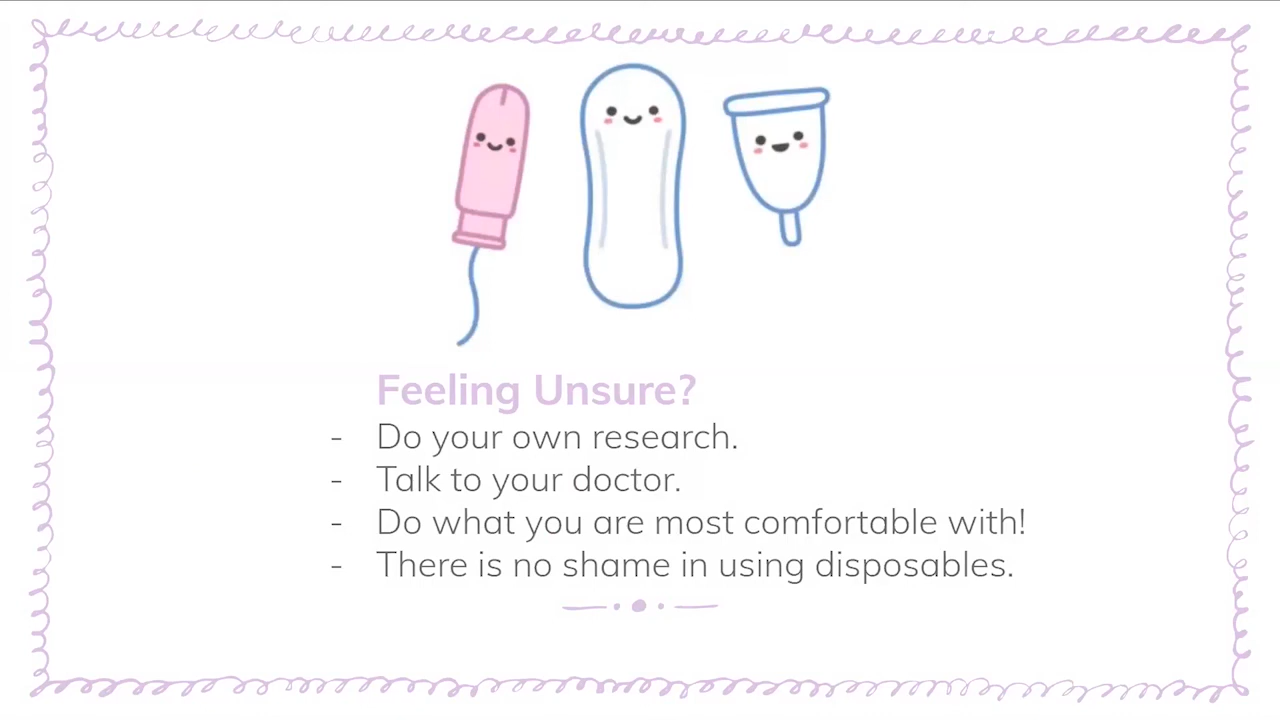 Feeling Unsure?
- Do your own research.
- Talk to your doctor.
- Do what you are most comfortable with!
- There is no shame in using disposables.